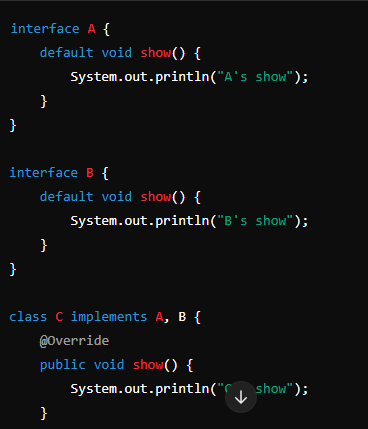 interface A {
default void show() {
System.out.println("A's show");
}
}
interface B {
default void show() {
System.out.println("B's show");
}
}
class C implements A, B {
@Override
public void show() {
System.out.println(" show");
}